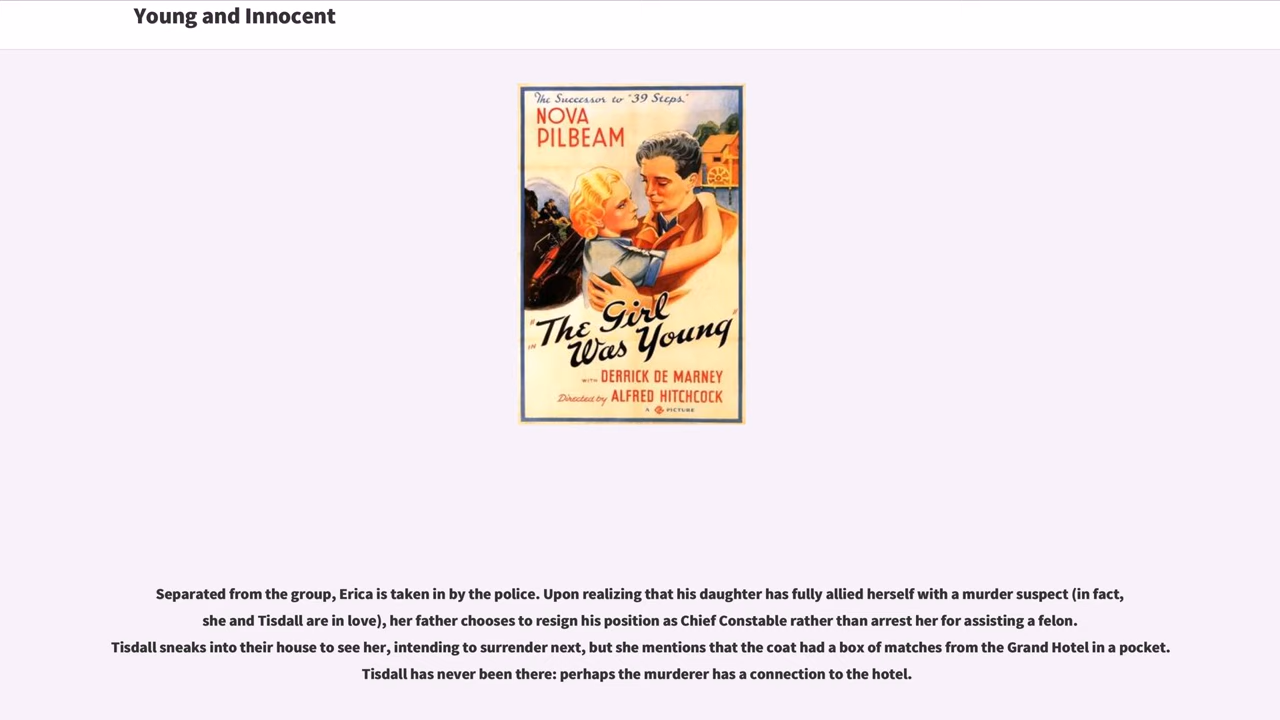 Young and Innocent
The Successor to "39 Steps."
NOVA
PILBEAM
"The Girl
Was Young"
WITH DERRICK DE MARNEY
Directed by ALFRED HITCHCOCK
A GB PICTURE
Separated from the group, Erica is taken in by the police. Upon realizing that his daughter has fully allied herself with a murder suspect (in fact,
she and Tisdall are in love), her father chooses to resign his position as Chief Constable rather than arrest her for assisting a felon.
Tisdall sneaks into their house to see her, intending to surrender next, but she mentions that the coat had a box of matches from the Grand Hotel in a pocket.
Tisdall has never been there: perhaps the murderer has a connection to the hotel.